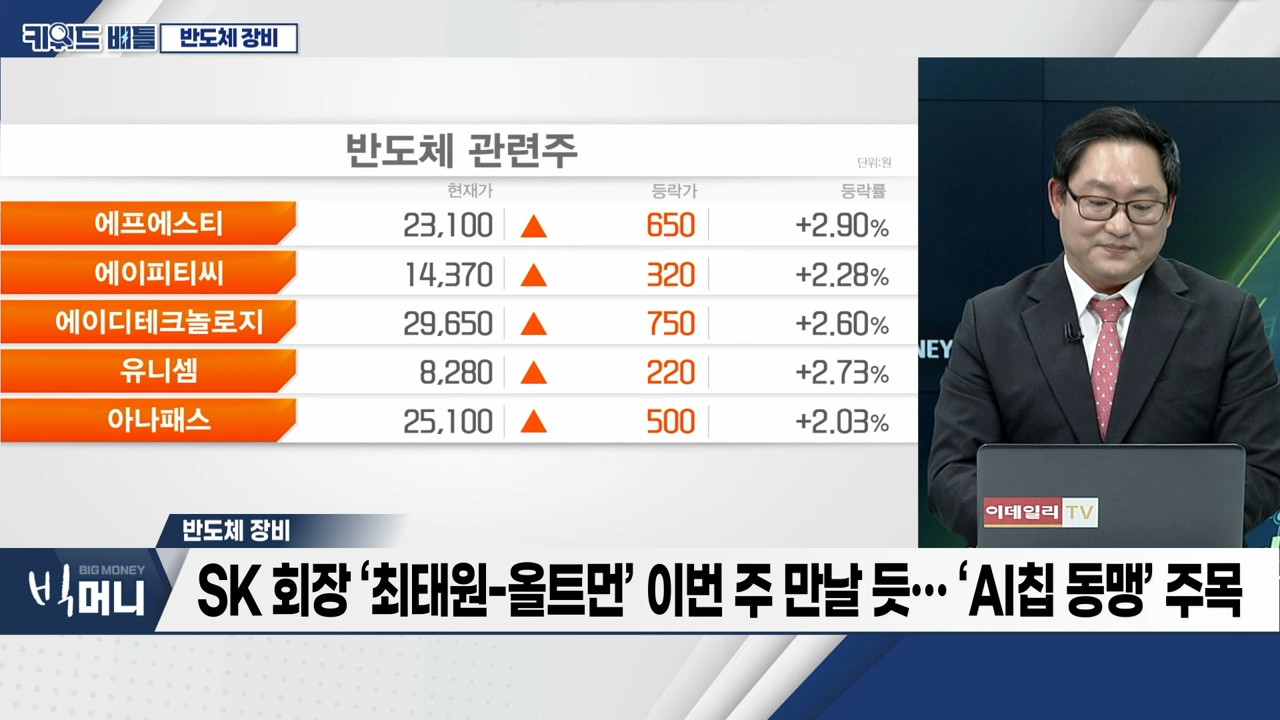 키워드 배틀 반도체 장비
반도체 관련주
단위:원
현재가 등락가 등락률
에프에스티 23,100 ▲ 650 +2.90%
에이피티씨 14,370 ▲ 320 +2.28%
에이디테크놀로지 29,650 ▲ 750 +2.60%
유니셈 8,280 ▲ 220 +2.73%
아나패스 25,100 ▲ 500 +2.03%
NEY
이데일리 TV
반도체 장비
BIG MONEY
빅머니
SK 회장 ‘최태원-올트먼’ 이번 주 만날 듯… ‘AI칩 동맹’ 주목